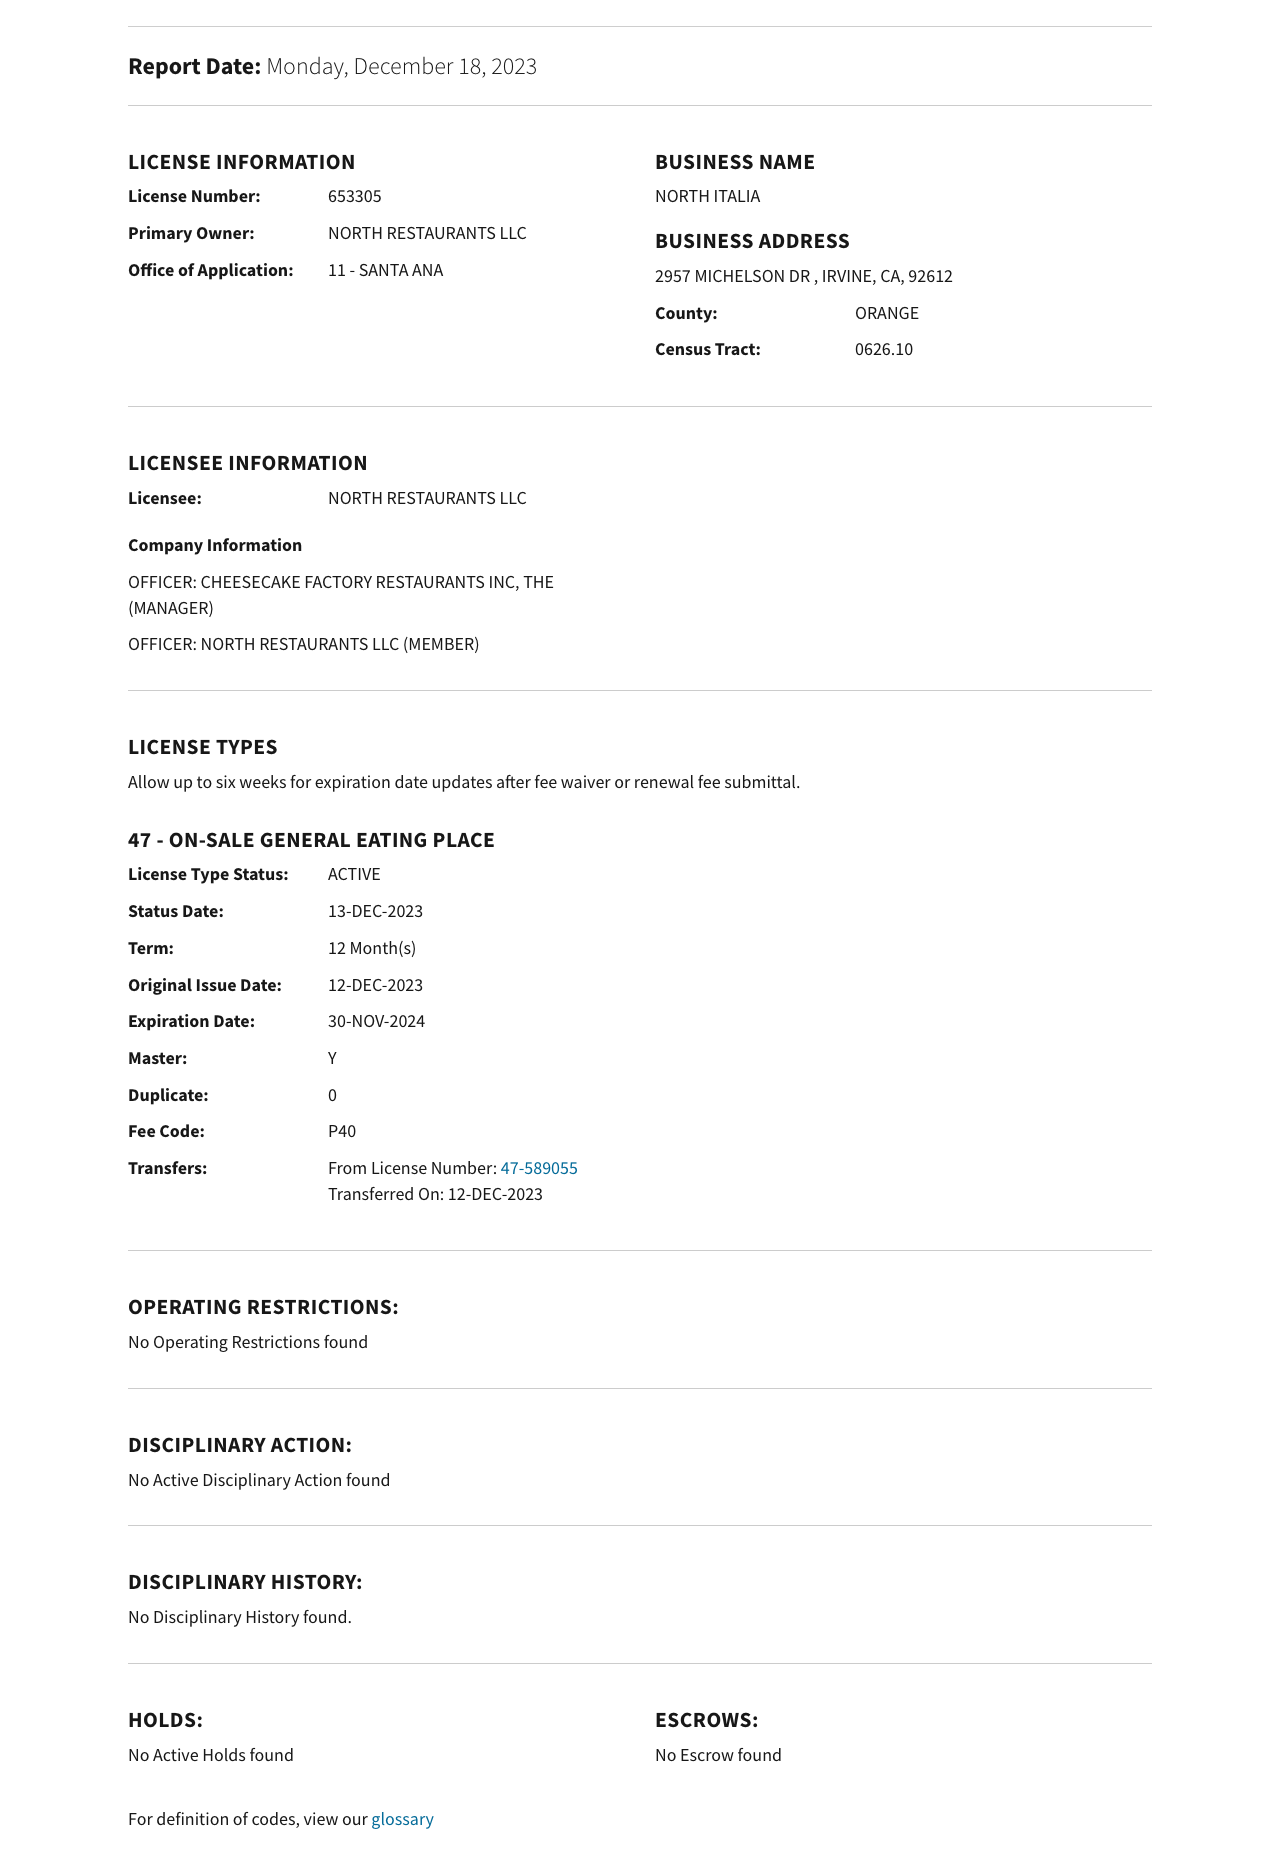 Report Date: Monday, December 18, 2023
LICENSE INFORMATION
License Number: 653305
Primary Owner: NORTH RESTAURANTS LLC
Office of Application: 11 - SANTA ANA
BUSINESS NAME
NORTH ITALIA
BUSINESS ADDRESS
2957 MICHELSON DR , IRVINE, CA, 92612
County: ORANGE
Census Tract: 0626.10
LICENSEE INFORMATION
Licensee: NORTH RESTAURANTS LLC
Company Information
OFFICER: CHEESECAKE FACTORY RESTAURANTS INC, THE
(MANAGER)
OFFICER: NORTH RESTAURANTS LLC (MEMBER)
LICENSE TYPES
Allow up to six weeks for expiration date updates after fee waiver or renewal fee submittal.
47 - ON-SALE GENERAL EATING PLACE
License Type Status: ACTIVE
Status Date: 13-DEC-2023
Term: 12 Month(s)
Original Issue Date: 12-DEC-2023
Expiration Date: 30-NOV-2024
Master: Y
Duplicate: 0
Fee Code: P40
Transfers: From License Number: 47-589055
Transferred On: 12-DEC-2023
OPERATING RESTRICTIONS:
No Operating Restrictions found
DISCIPLINARY ACTION:
No Active Disciplinary Action found
DISCIPLINARY HISTORY:
No Disciplinary History found.
HOLDS:
No Active Holds found
ESCROWS:
No Escrow found
For definition of codes, view our glossary